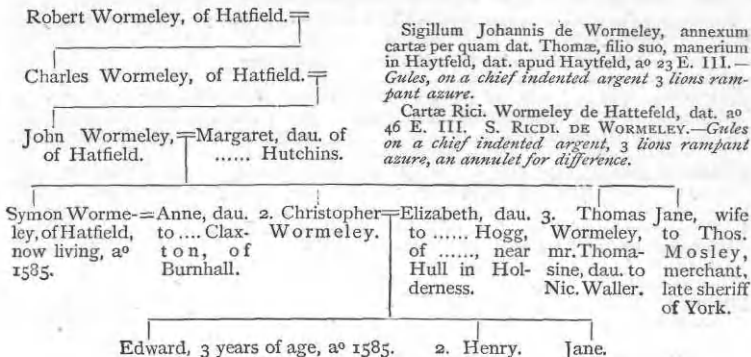 Robert Wormeley, of Hatfield.
Charles Wormeley, of Hatfield.
John Wormeley,
of Hatfield.
Margaret, dau. of
...... Hutchins.
Sigillum Johannis de Wormeley, annexum
cartæ per quam dat. Thomæ, filio suo, manerium
in Haytfeld, dat. apud Haytfeld, aº 23 E. III.—
Gules, on a chief indented argent 3 lions ram-
pant azure.
Cartæ Rici. Wormeley de Hattefeld, dat. aº
46 E. III. S. RICDI. DE WORMELEY.—Gules
on a chief indented argent, 3 lions rampant
azure, an annulet for difference.
Symon Worme-
ley, of Hatfield,
now living, aº
1585.
Anne, dau.
to .... Clax-
ton, of
Burnhall.
2. Christopher
Wormeley.
Elizabeth, dau.
to ...... Hogg,
of ......, near
Hull in Hol-
derness.
3. Thomas
Wormeley,
mr. Thoma-
sine, dau. to
Nic. Waller.
Jane, wife
to Thos.
Mosley,
merchant,
late sheriff
of York.
Edward, 3 years of age, aº 1585.
2. Henry.
Jane.